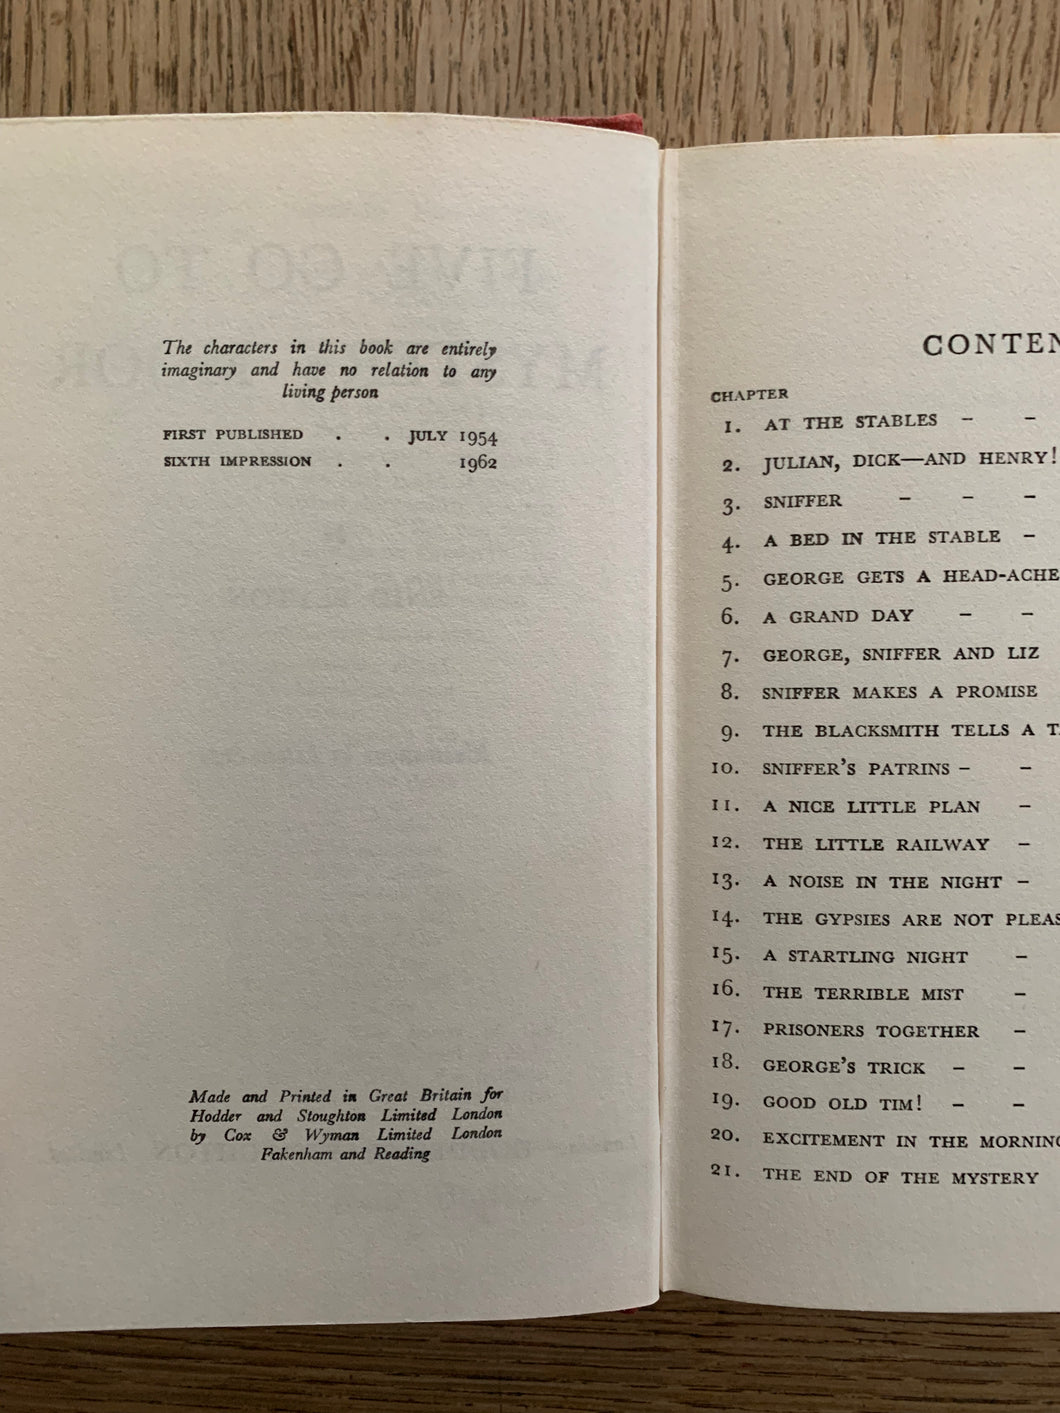 The characters in this book are entirely
imaginary and have no relation to any
living person
FIRST PUBLISHED . . JULY 1954
SIXTH IMPRESSION . . 1962
Made and Printed in Great Britain for
Hodder and Stoughton Limited London
by Cox & Wyman Limited London
Fakenham and Reading
CONTEN
CHAPTER
1. AT THE STABLES – –
2. JULIAN, DICK—AND HENRY!
3. SNIFFER – – –
4. A BED IN THE STABLE –
5. GEORGE GETS A HEAD-ACHE
6. A GRAND DAY – –
7. GEORGE, SNIFFER AND LIZ
8. SNIFFER MAKES A PROMISE
9. THE BLACKSMITH TELLS A T
10. SNIFFER'S PATRINS – –
11. A NICE LITTLE PLAN –
12. THE LITTLE RAILWAY –
13. A NOISE IN THE NIGHT –
14. THE GYPSIES ARE NOT PLEAS
15. A STARTLING NIGHT –
16. THE TERRIBLE MIST –
17. PRISONERS TOGETHER –
18. GEORGE'S TRICK – –
19. GOOD OLD TIM! – –
20. EXCITEMENT IN THE MORNING
21. THE END OF THE MYSTERY